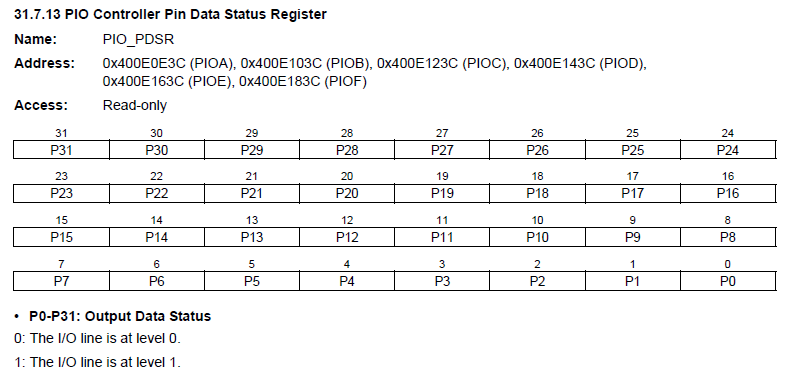 31.7.13 PIO Controller Pin Data Status Register
Name: PIO_PDSR
Address: 0x400E0E3C (PIOA), 0x400E103C (PIOB), 0x400E123C (PIOC), 0x400E143C (PIOD),
0x400E163C (PIOE), 0x400E183C (PIOF)
Access: Read-only
31 30 29 28 27 26 25 24
P31 P30 P29 P28 P27 P26 P25 P24
23 22 21 20 19 18 17 16
P23 P22 P21 P20 P19 P18 P17 P16
15 14 13 12 11 10 9 8
P15 P14 P13 P12 P11 P10 P9 P8
7 6 5 4 3 2 1 0
P7 P6 P5 P4 P3 P2 P1 P0
• P0-P31: Output Data Status
0: The I/O line is at level 0.
1: The I/O line is at level 1.